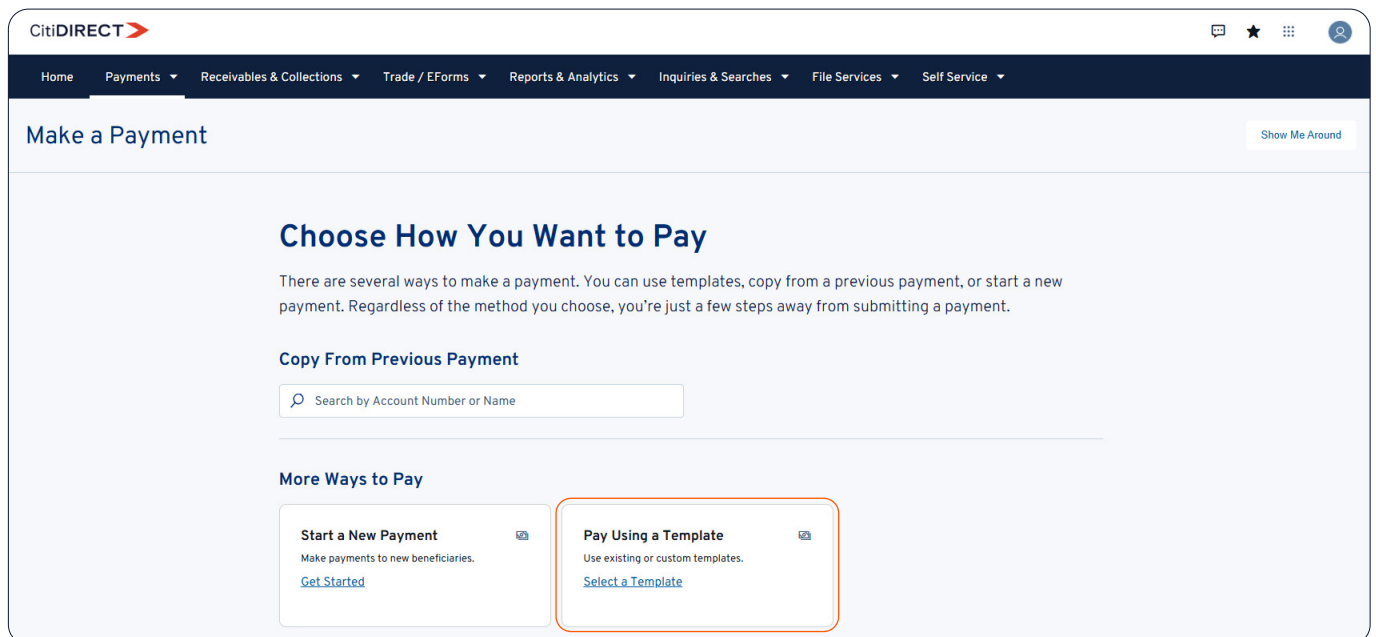 CitiDIRECT
Home Payments Receivables & Collections Trade / EForms Reports & Analytics Inquiries & Searches File Services Self Service
Make a Payment
Show Me Around
Choose How You Want to Pay
There are several ways to make a payment. You can use templates, copy from a previous payment, or start a new
payment. Regardless of the method you choose, you’re just a few steps away from submitting a payment.
Copy From Previous Payment
Search by Account Number or Name
More Ways to Pay
Start a New Payment
Make payments to new beneficiaries.
Get Started
Pay Using a Template
Use existing or custom templates.
Select a Template